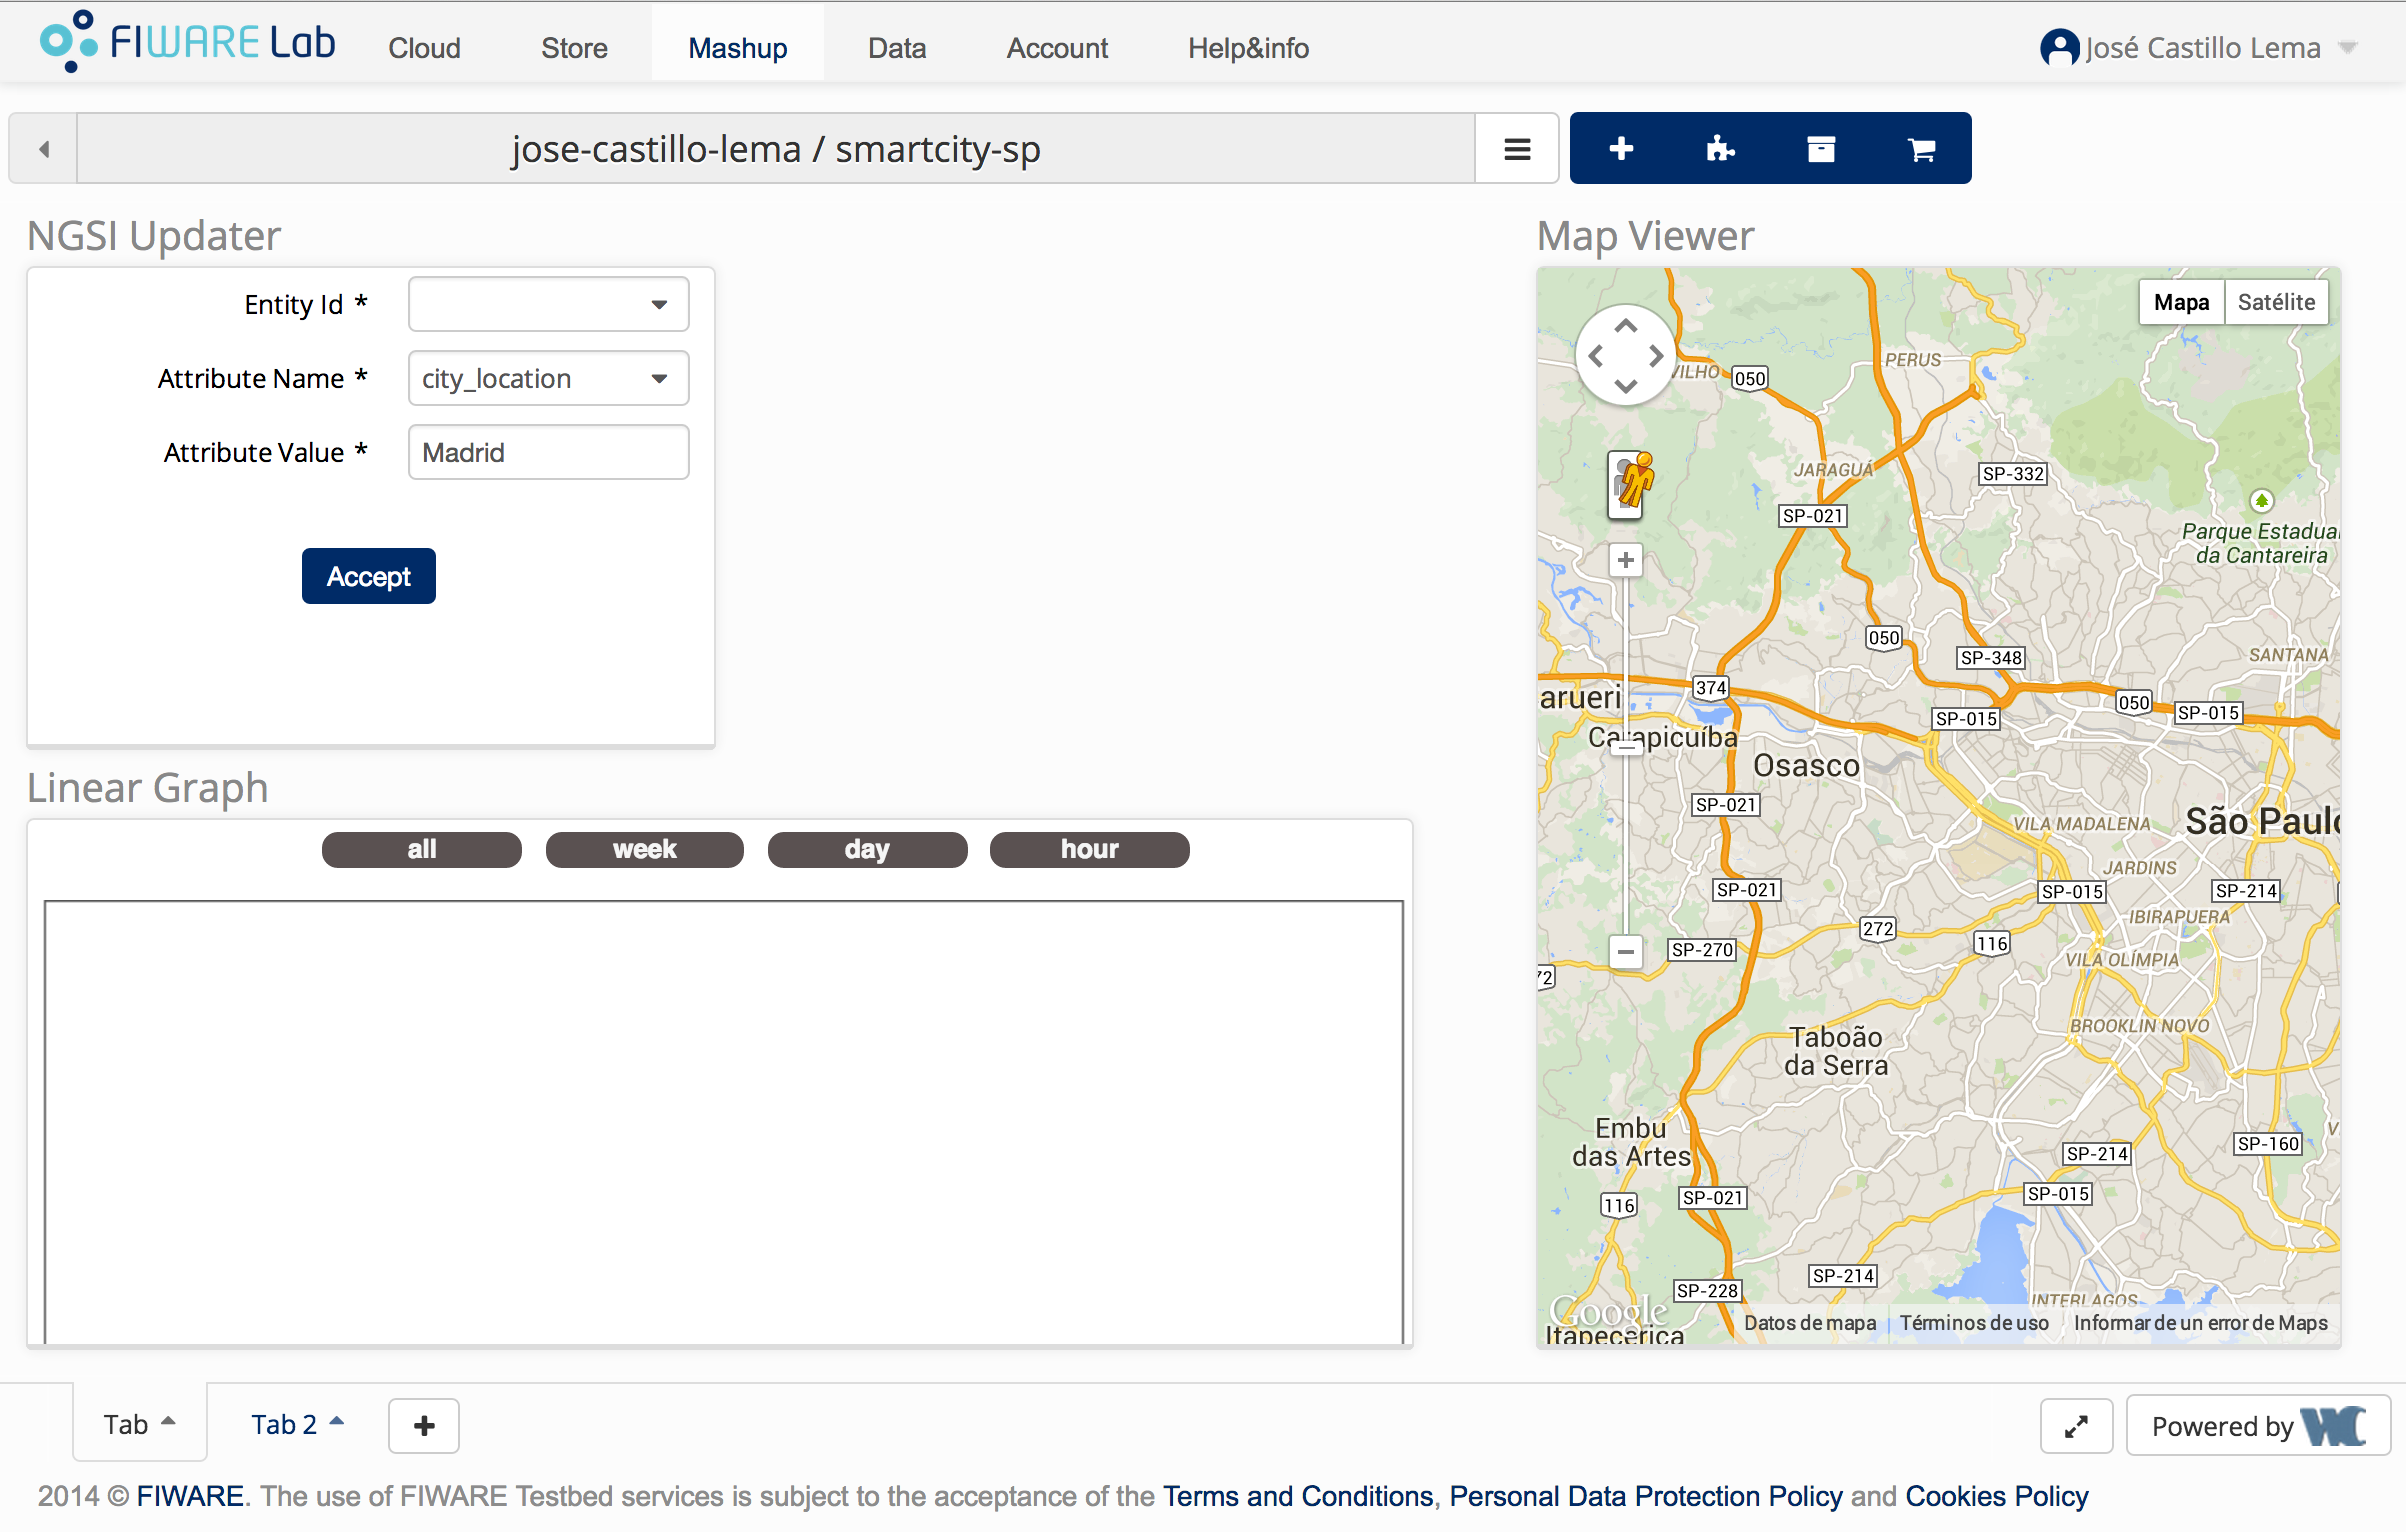 FIWARE Lab
Cloud Store Mashup Data Account Help&info
José Castillo Lema
jose-castillo-lema / smartcity-sp
NGSI Updater
Entity Id *
Attribute Name * city_location
Attribute Value * Madrid
Accept
Linear Graph
all week day hour
Map Viewer
Mapa Satélite
PERUS
VILHO
050
JARAGUÁ
SP-332
SP-021
Parque Estadual
da Cantareira
050
SP-348
SANTANA
374
arueri
050
SP-015
SP-015
Carapicuíba
Osasco
SP-021
São Paulo
VILA MADALENA
JARDINS
SP-021
SP-015
SP-214
IBIRAPUERA
272
116
SP-270
VILA OLÍMPIA
72
BROOKLIN NOVO
Taboão
da Serra
Embu
das Artes
SP-214
SP-160
V
SP-021
SP-015
116
SP-214
SP-228
INTERLAGOS
Google
Itapecerica
Datos de mapa Términos de uso Informar de un error de Maps
Tab Tab 2
Powered by WC
2014 © FIWARE. The use of FIWARE Testbed services is subject to the acceptance of the Terms and Conditions, Personal Data Protection Policy and Cookies Policy